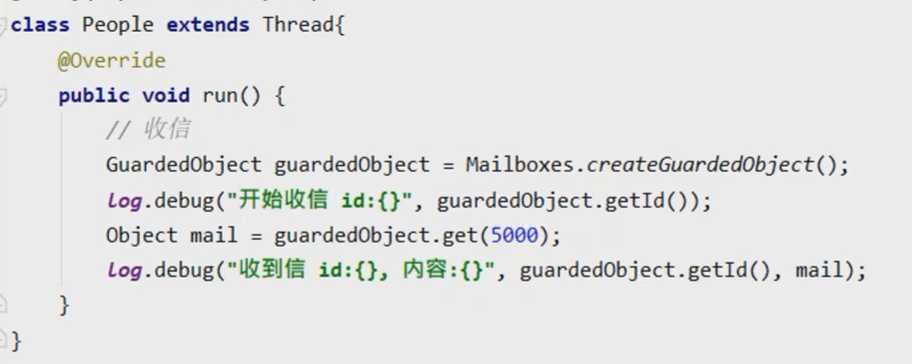 class People extends Thread{
@Override
public void run() {
// 收信
GuardedObject guardedObject = Mailboxes.createGuardedObject();
log.debug("开始收信 id:{}", guardedObject.getId());
Object mail = guardedObject.get(5000);
log.debug("收到信 id:{}, 内容:{}", guardedObject.getId(), mail);
}
}